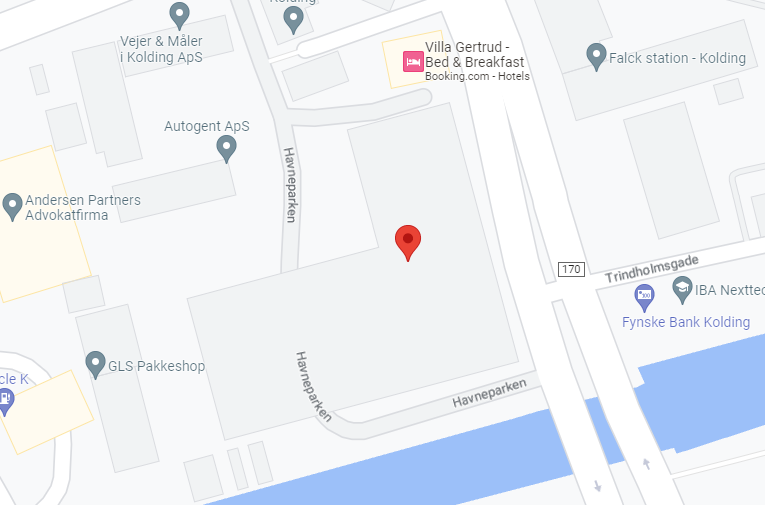 Kolding
Vejer & Måler
i Kolding ApS
Villa Gertrud -
Bed & Breakfast
Booking.com - Hotels
Falck station - Kolding
Autogent ApS
Havneparken
Andersen Partners
Advokatfirma
170
Trindholmsgade
IBA Nexttec
Fynske Bank Kolding
GLS Pakkeshop
Havneparken
Havneparken
cle K